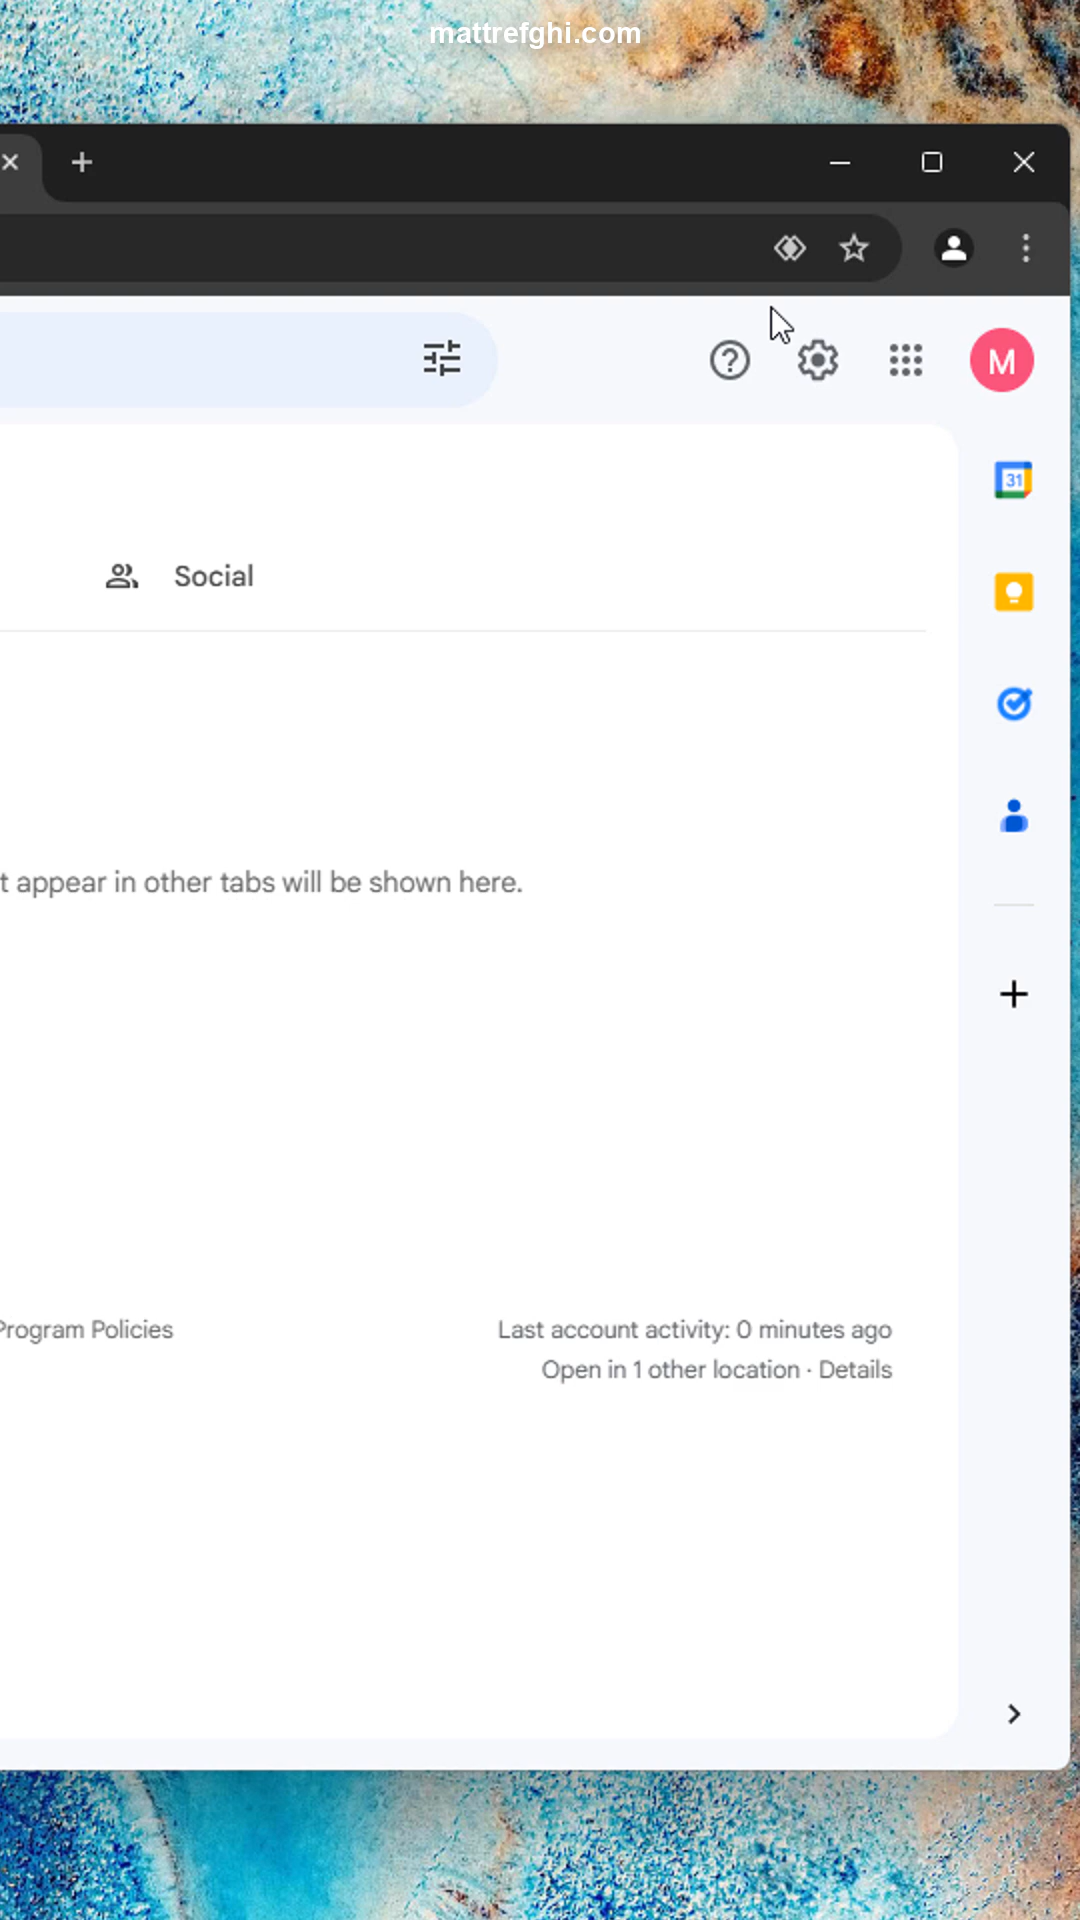 mattrefghi.com
M
31
Social
t appear in other tabs will be shown here.
Program Policies
Last account activity: 0 minutes ago
Open in 1 other location · Details